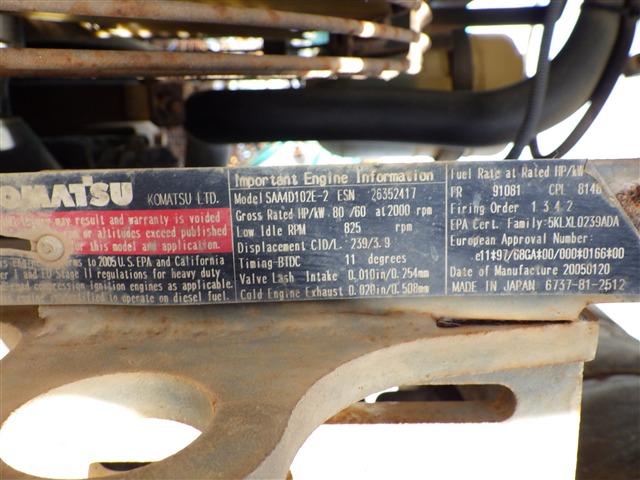 KOMATSU KOMATSU LTD.
may result and warranty is voided
or altitudes exceed published
for this model and application.
to 2005 U.S. EPA and California
and EU Stage II regulations for heavy duty
compression ignition engines as applicable.
to operate on diesel fuel.
Important Engine Information
Model SAA4D102E-2 ESN 26352417
Gross Rated HP/kW 80 /60 at 2000 rpm
Low Idle RPM 825 rpm
Displacement CID/L 239/3.9
Timing-BTDC 11 degrees
Valve Lash Intake 0.010in/0.254mm
Cold Engine Exhaust 0.020in/0.508mm
Fuel Rate at Rated HP/kW
FR 91081 CPL 8148
Firing Order 1 3 4 2
EPA Cert. Family: 5KLXL0239ADA
European Approval Number:
e11*97/68GA*00/000*0166*00
Date of Manufacture 20050120
MADE IN JAPAN 6737-81-2512